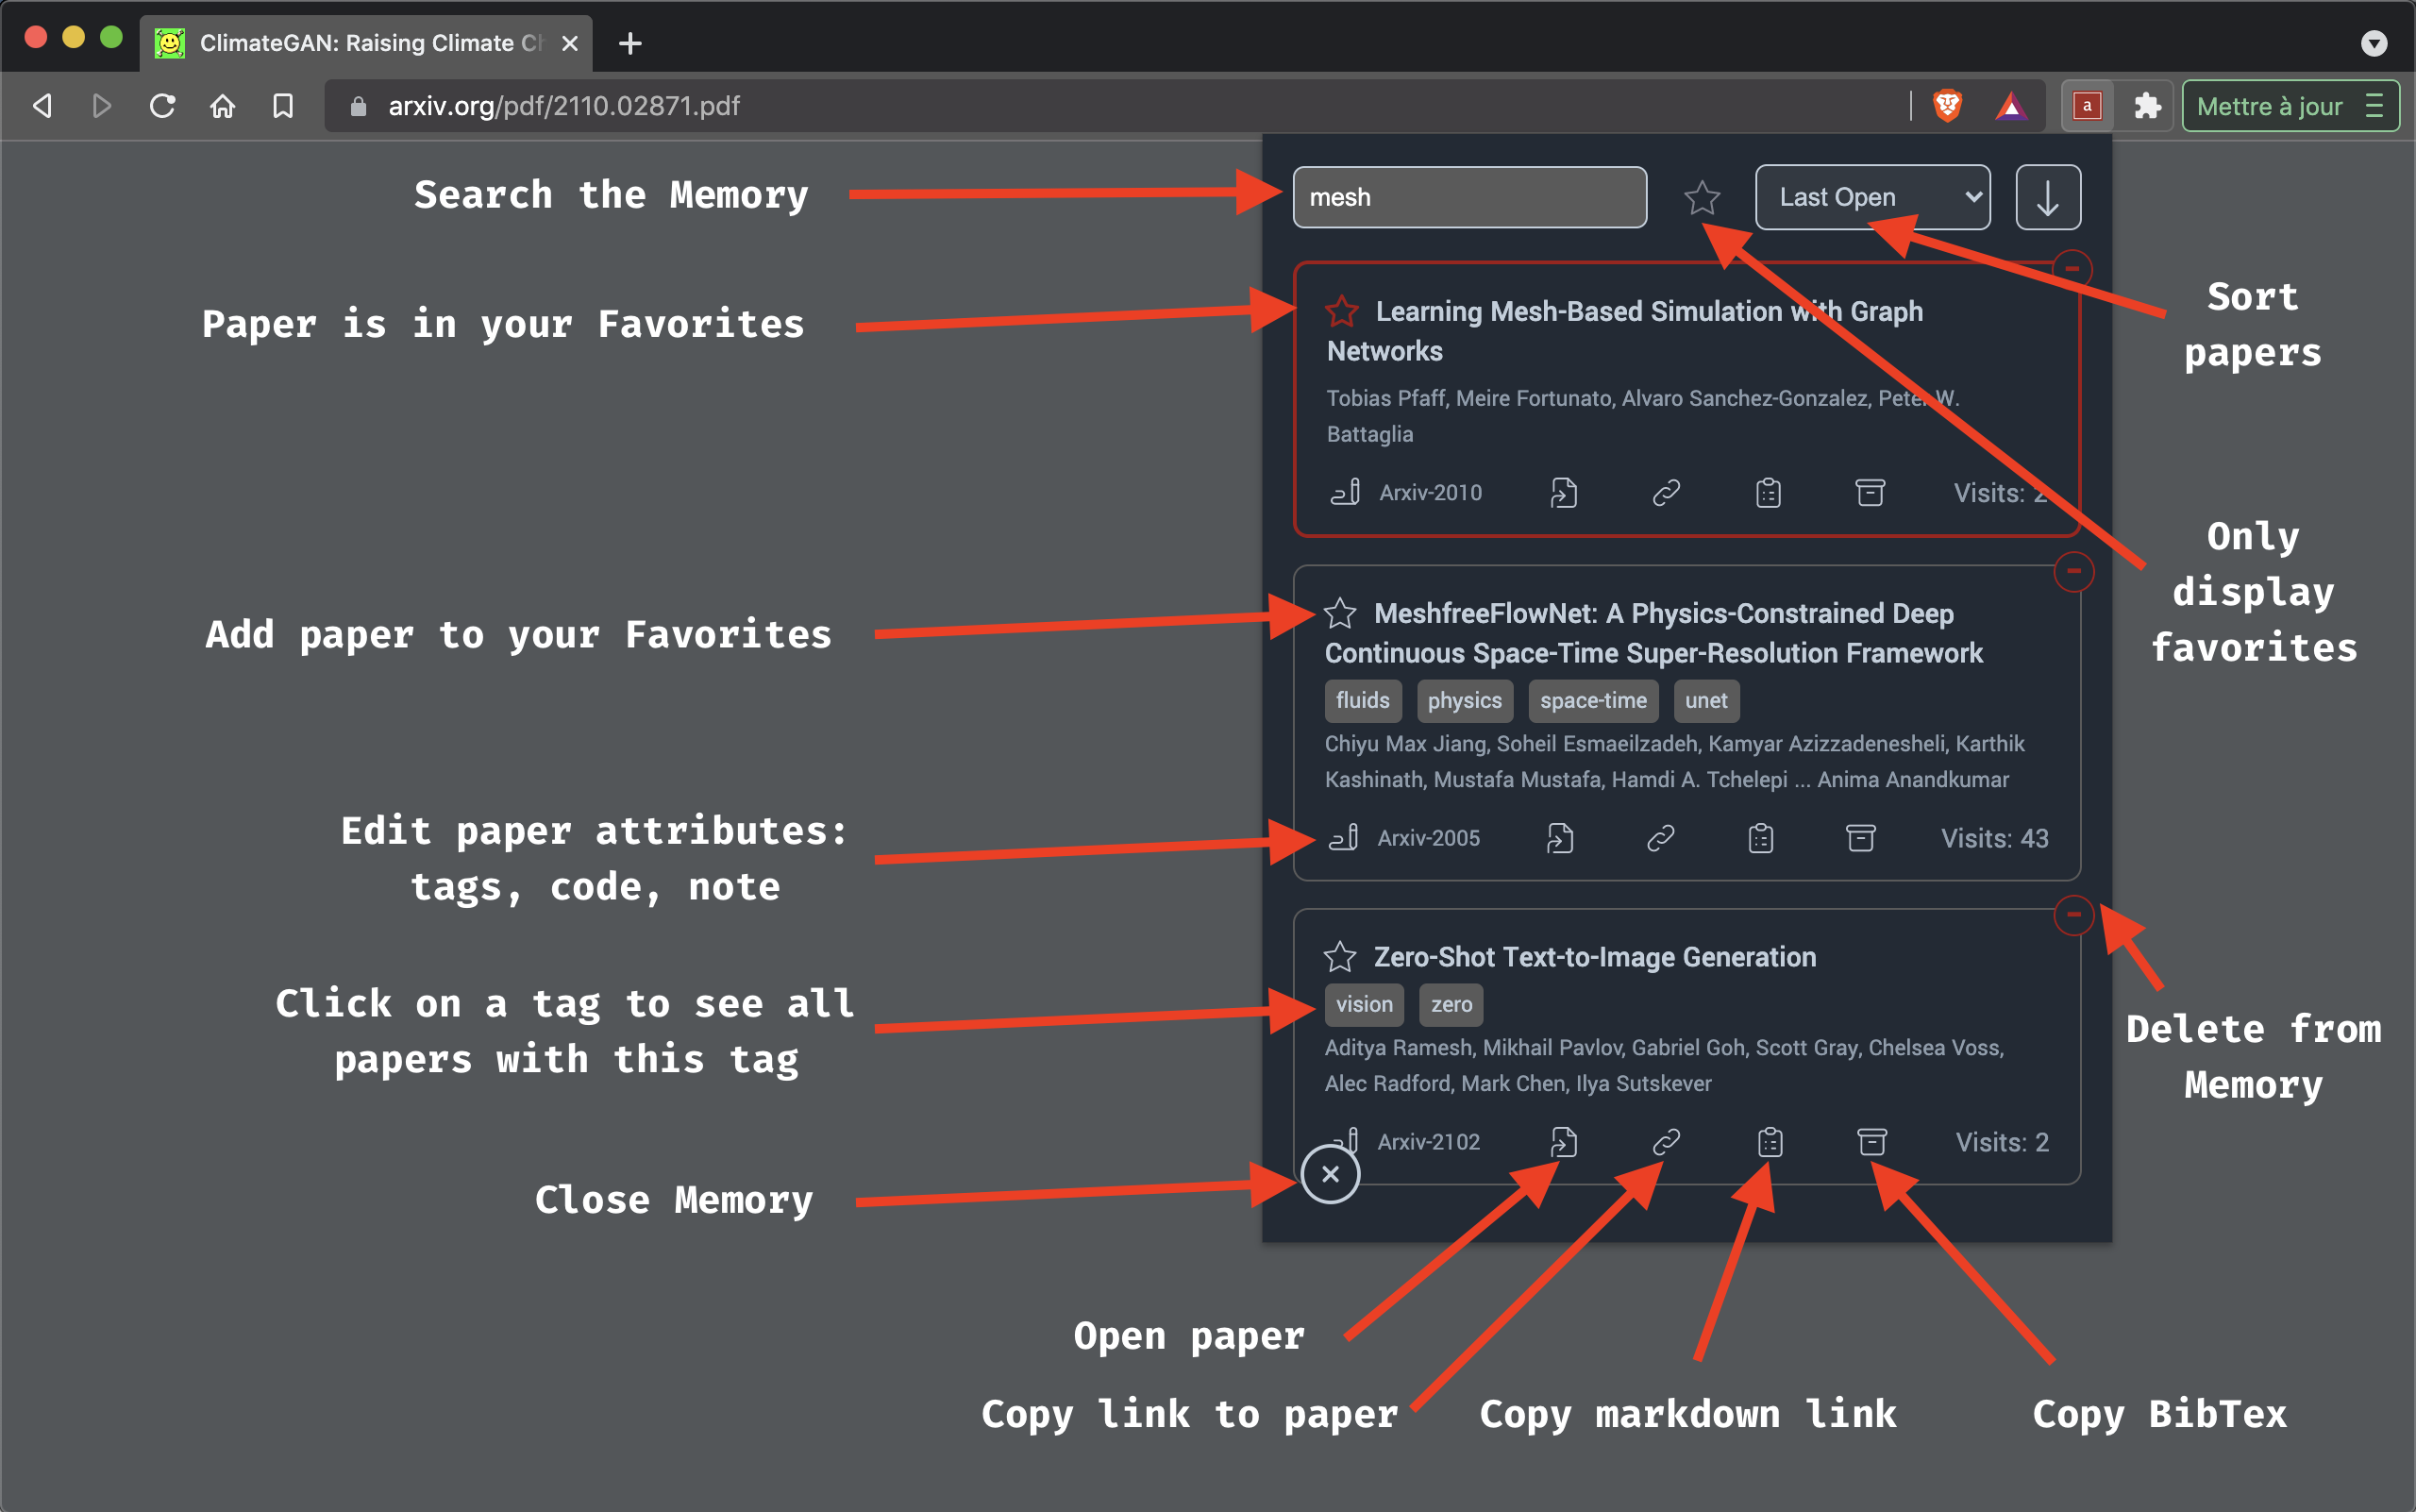 ClimateGAN: Raising Climate Ch
arxiv.org/pdf/2110.02871.pdf
a
Mettre à jour
Search the Memory
mesh
Last Open
Sort
papers
Paper is in your Favorites
Learning Mesh-Based Simulation with Graph
Networks
Tobias Pfaff, Meire Fortunato, Alvaro Sanchez-Gonzalez, Peter W.
Battaglia
Arxiv-2010
Visits: 2
Only
display
favorites
Add paper to your Favorites
MeshfreeFlowNet: A Physics-Constrained Deep
Continuous Space-Time Super-Resolution Framework
fluids physics space-time unet
Chiyu Max Jiang, Soheil Esmaeilzadeh, Kamyar Azizzadenesheli, Karthik
Kashinath, Mustafa Mustafa, Hamdi A. Tchelepi ... Anima Anandkumar
Edit paper attributes:
tags, code, note
Arxiv-2005
Visits: 43
Zero-Shot Text-to-Image Generation
Click on a tag to see all
papers with this tag
vision zero
Aditya Ramesh, Mikhail Pavlov, Gabriel Goh, Scott Gray, Chelsea Voss,
Alec Radford, Mark Chen, Ilya Sutskever
Delete from
Memory
Arxiv-2102
Visits: 2
Close Memory
Open paper
Copy link to paper
Copy markdown link
Copy BibTex